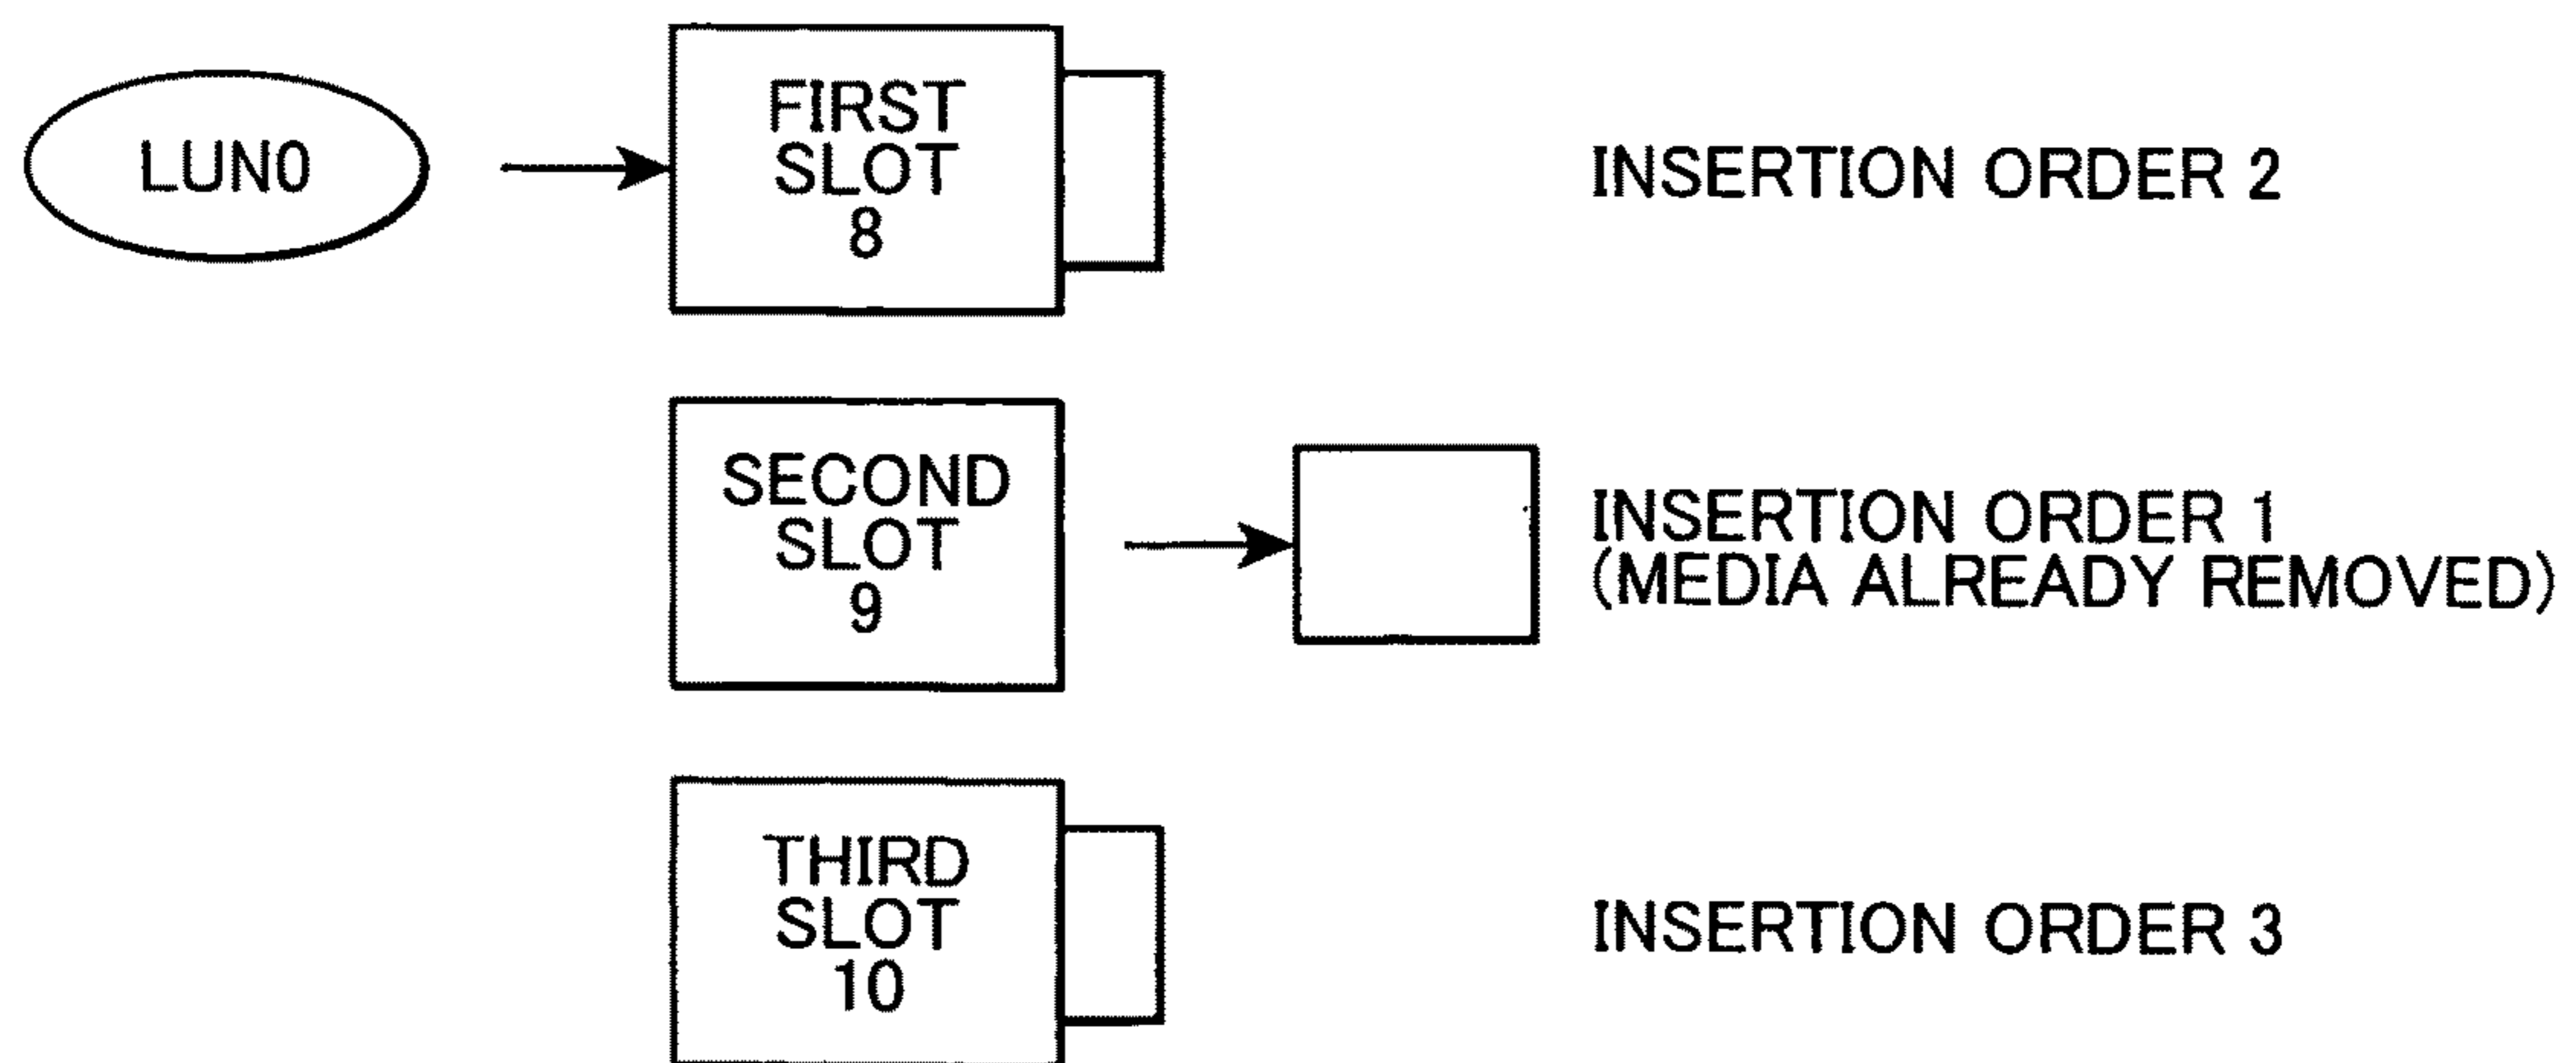 LUN0
FIRST
SLOT
8
INSERTION ORDER 2
SECOND
SLOT
9
INSERTION ORDER 1
(MEDIA ALREADY REMOVED)
THIRD
SLOT
10
INSERTION ORDER 3